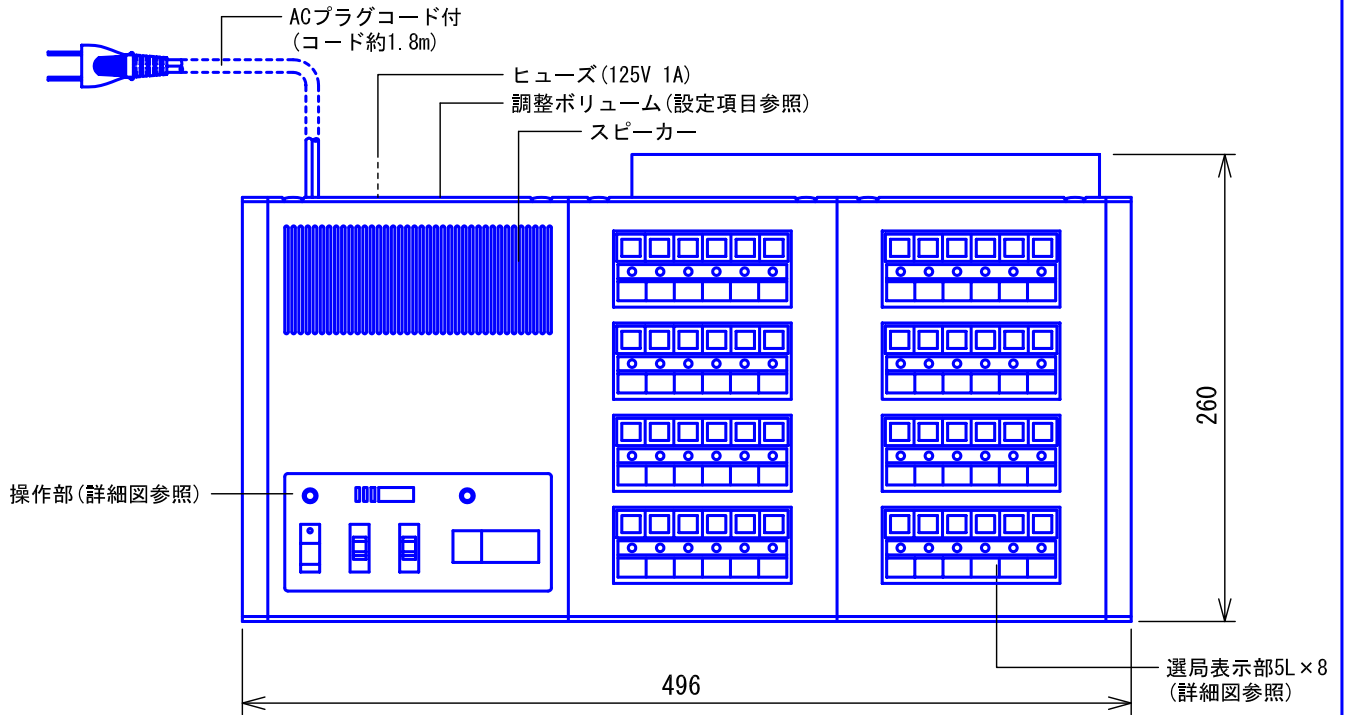 ACプラグコード付
(コード約1.8m)
ヒューズ(125V 1A)
調整ボリューム(設定項目参照)
スピーカー
260
操作部(詳細図参照)
選局表示部5L×8
(詳細図参照)
496